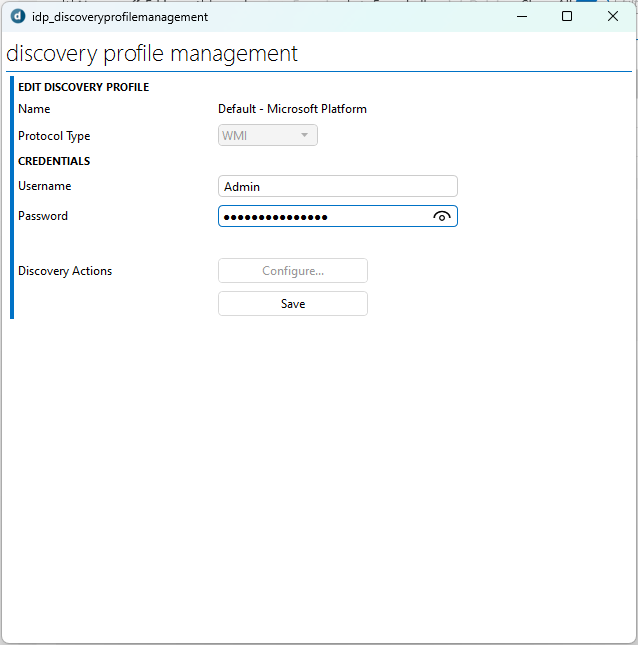 idp_discoveryprofilemanagement
discovery profile management
EDIT DISCOVERY PROFILE
Name Default - Microsoft Platform
Protocol Type WMI
CREDENTIALS
Username Admin
Password ●●●●●●●●●●●●●●●
Discovery Actions Configure...
Save